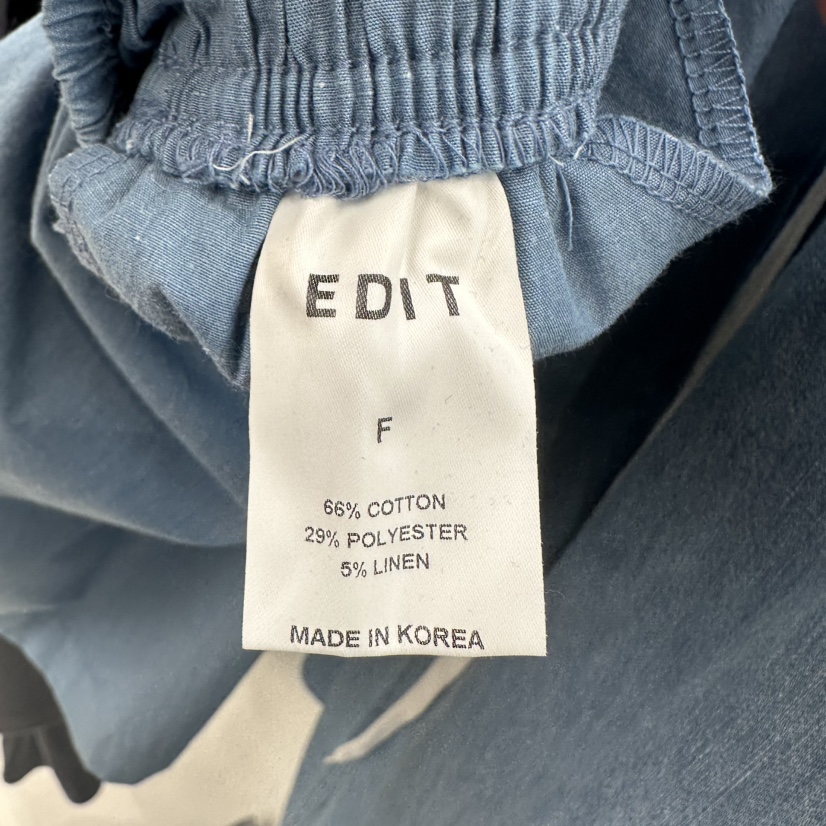 EDIT
F
66% COTTON
29% POLYESTER
5% LINEN
MADE IN KOREA